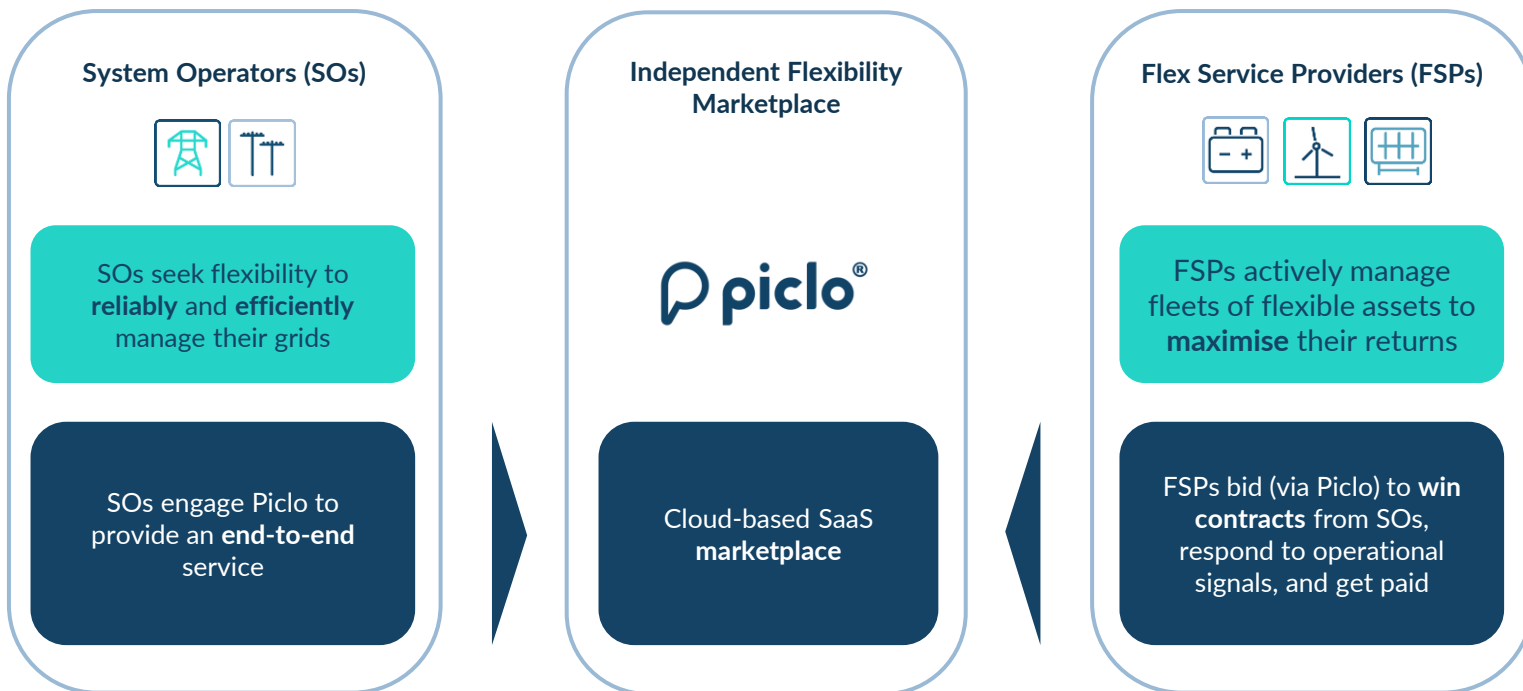 System Operators (SOs)
SOs seek flexibility to
reliably and efficiently
manage their grids
SOs engage Piclo to
provide an end-to-end
service
Independent Flexibility
Marketplace
piclo®
Cloud-based SaaS
marketplace
Flex Service Providers (FSPs)
FSPs actively manage
fleets of flexible assets to
maximise their returns
FSPs bid (via Piclo) to win
contracts from SOs,
respond to operational
signals, and get paid